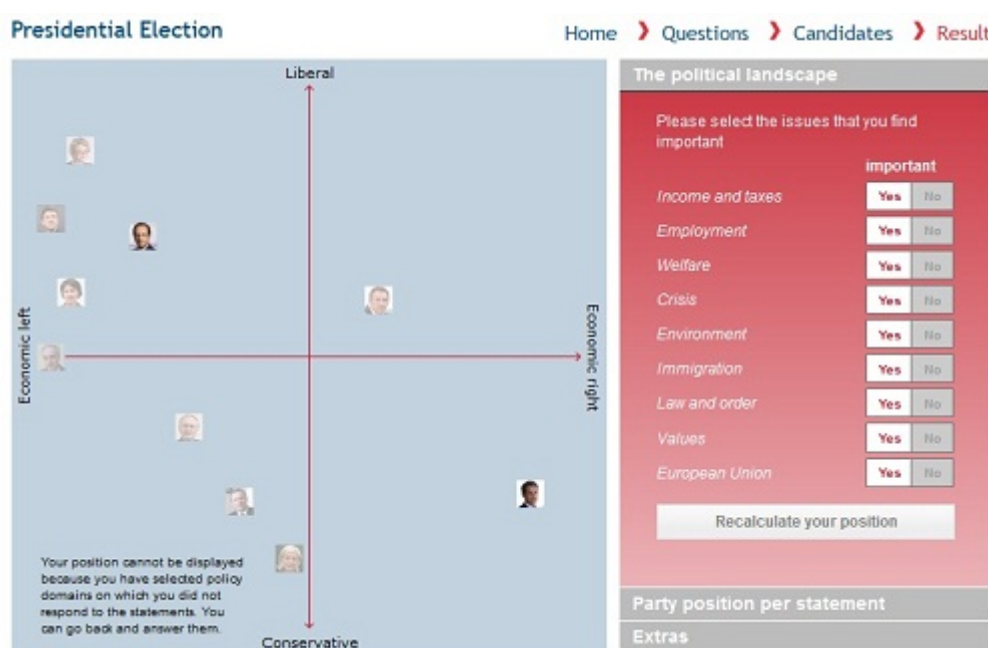 Presidential Election
Home
Questions
Candidates
Result
Liberal
Economic left
Economic right
Conservative
Your position cannot be displayed
because you have selected policy
domains on which you did not
respond to the statements. You
can go back and answer them.
The political landscape
Please select the issues that you find
important
important
Income and taxes Yes No
Employment Yes No
Welfare Yes No
Crisis Yes No
Environment Yes No
Immigration Yes No
Law and order Yes No
Values Yes No
European Union Yes No
Recalculate your position
Party position per statement
Extras